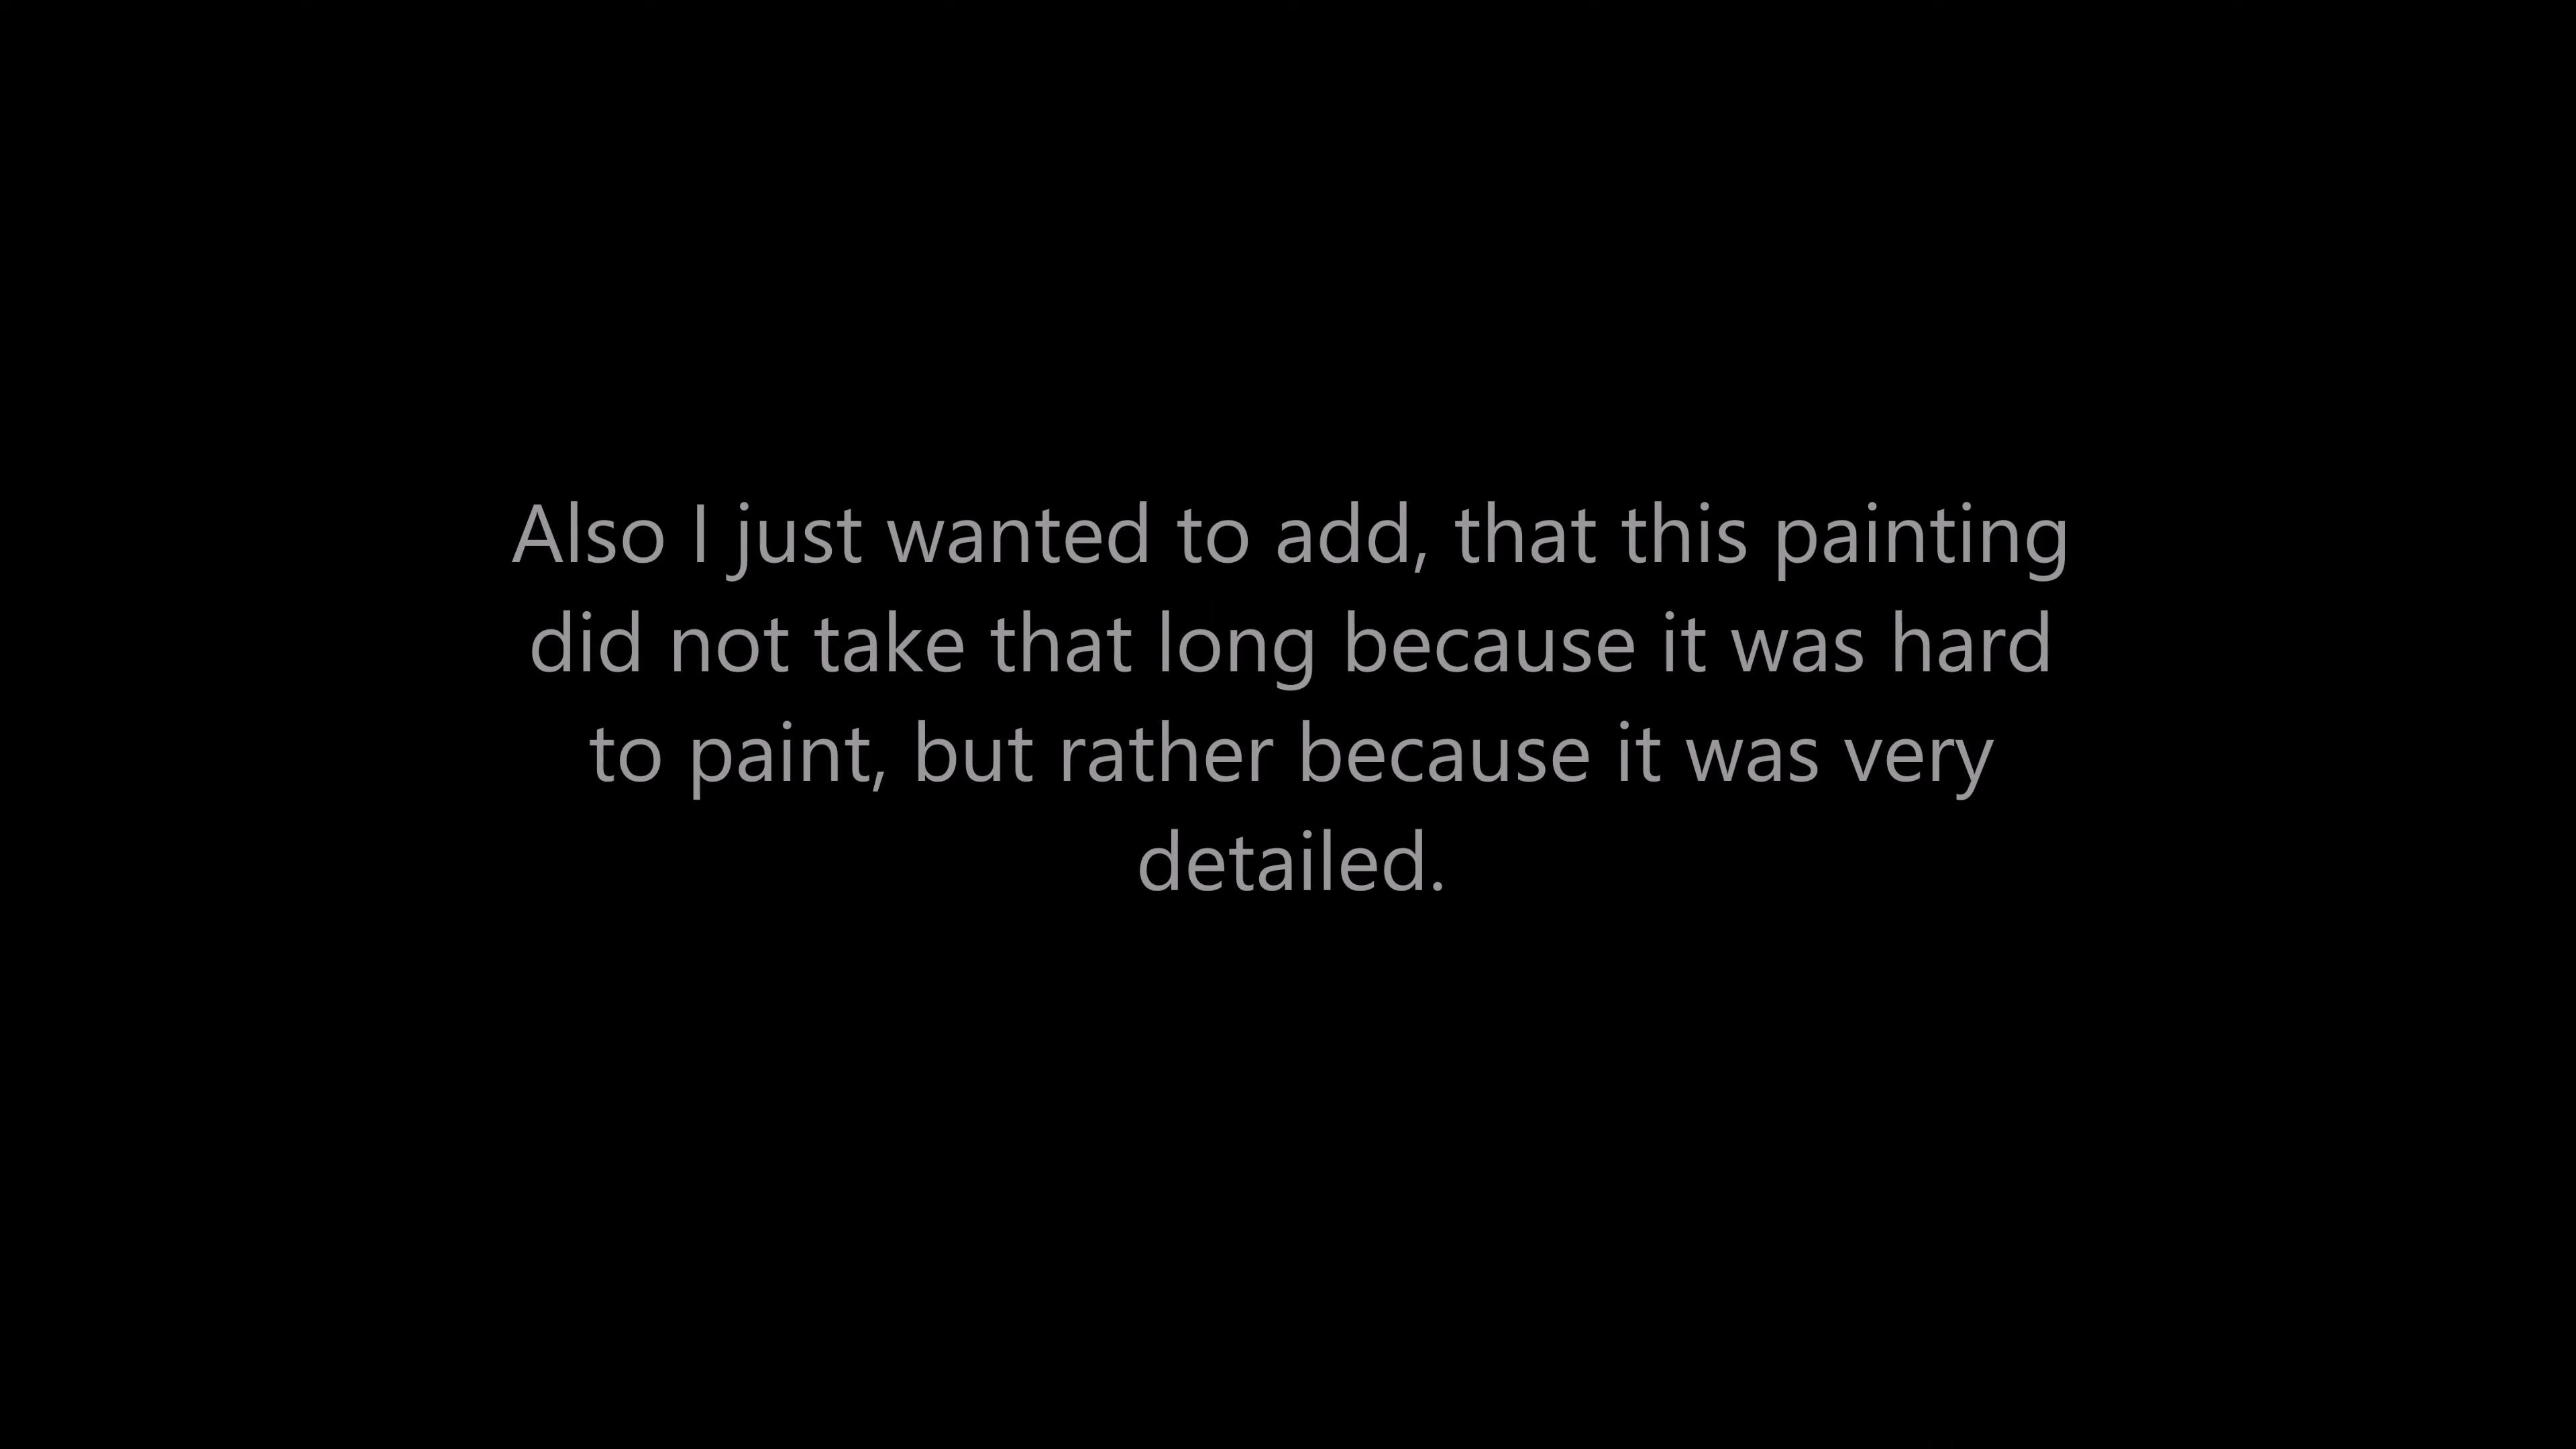 Also I just wanted to add, that this painting
did not take that long because it was hard
to paint, but rather because it was very
detailed.